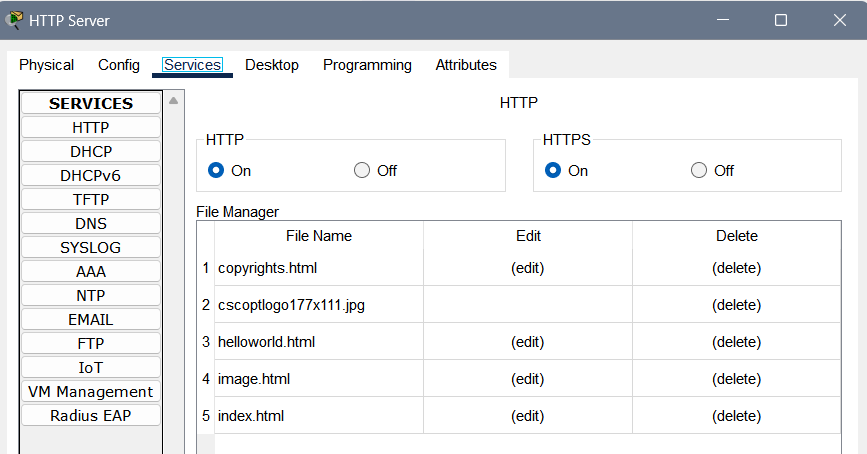 HTTP Server
Physical Config Services Desktop Programming Attributes
SERVICES
HTTP
DHCP
DHCPv6
TFTP
DNS
SYSLOG
AAA
NTP
EMAIL
FTP
IoT
VM Management
Radius EAP
HTTP
HTTP
On Off
HTTPS
On Off
File Manager
File Name Edit Delete
1 copyrights.html (edit) (delete)
2 cscoptlogo177x111.jpg (delete)
3 helloworld.html (edit) (delete)
4 image.html (edit) (delete)
5 index.html (edit) (delete)